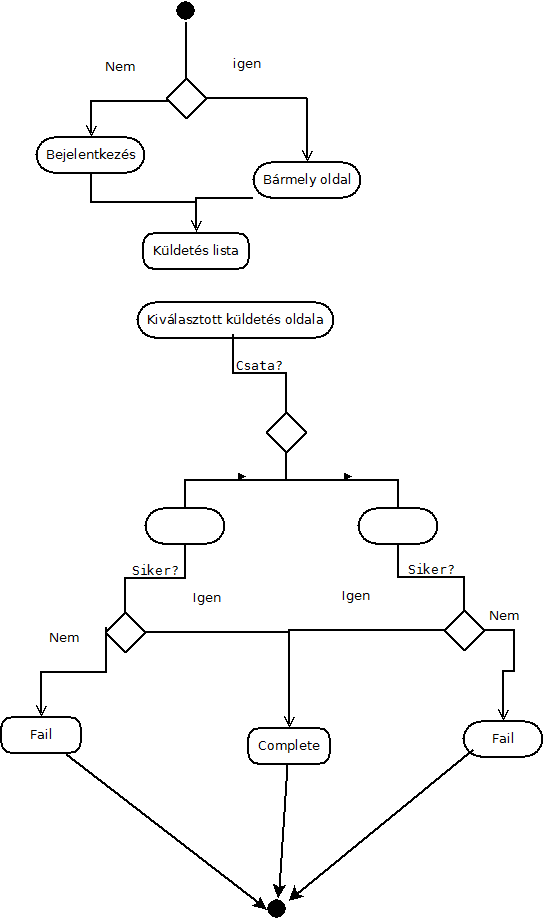 Nem
igen
Bejelentkezés
Bármely oldal
Küldetés lista
Kiválasztott küldetés oldala
Csata?
Siker?
Siker?
Igen
Igen
Nem
Nem
Fail
Complete
Fail